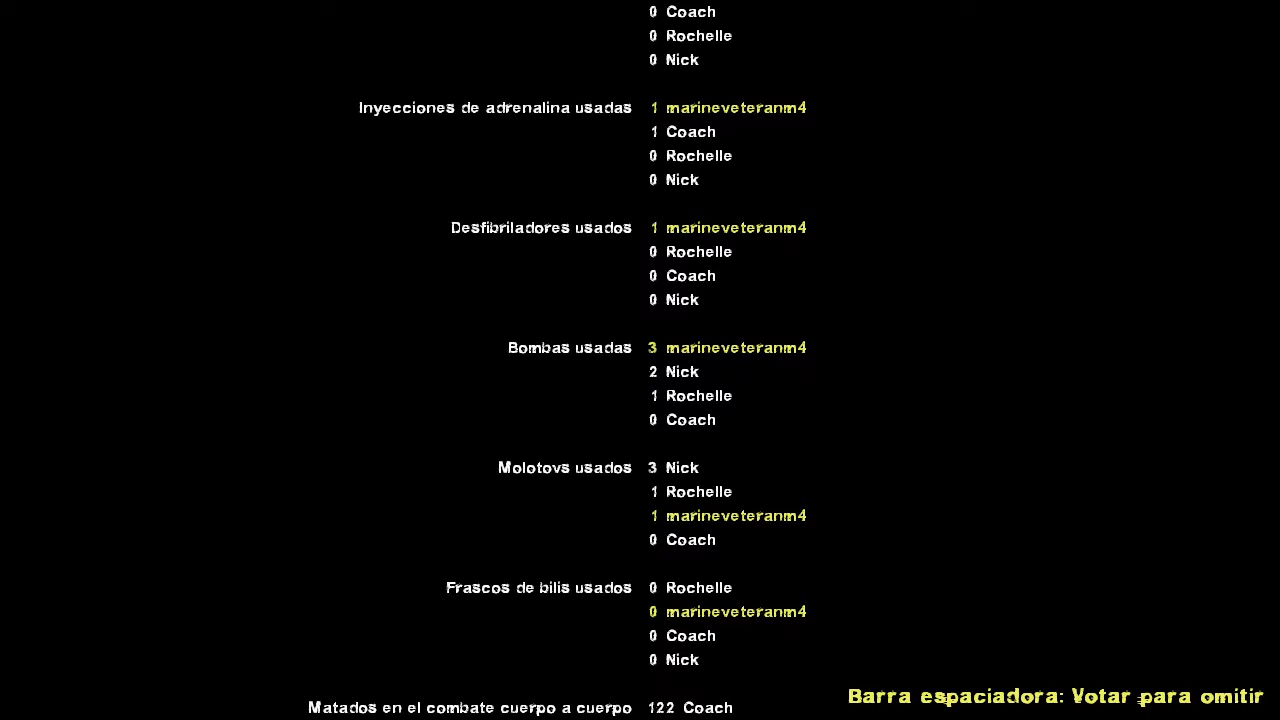 0 Coach
0 Rochelle
0 Nick
Inyecciones de adrenalina usadas 1 marineveteranm4
1 Coach
0 Rochelle
0 Nick
Desfibriladores usados 1 marineveteranm4
0 Rochelle
0 Coach
0 Nick
Bombas usadas 3 marineveteranm4
2 Nick
1 Rochelle
0 Coach
Molotovs usados 3 Nick
1 Rochelle
1 marineveteranm4
0 Coach
Frascos de bilis usados 0 Rochelle
0 marineveteranm4
0 Coach
0 Nick
Barra espaciadora: Votar para omitir
Matados en el combate cuerpo a cuerpo 122 Coach